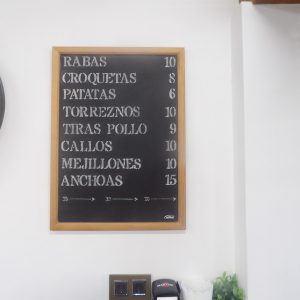 RABAS 10
CROQUETAS 8
PATATAS 6
TORREZNOS 10
TIRAS POLLO 9
CALLOS 10
MEJILLONES 10
ANCHOAS 15